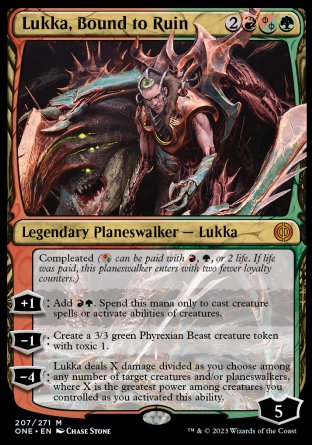 Lukka, Bound to Ruin 2
Legendary Planeswalker — Lukka
Compleated ( can be paid with , , or 2 life. If life
was paid, this planeswalker enters with two fewer loyalty
counters.)
+1: Add . Spend this mana only to cast creature
spells or activate abilities of creatures.
−1: Create a 3/3 green Phyrexian Beast creature token
with toxic 1.
−4: Lukka deals X damage divided as you choose among
any number of target creatures and/or planeswalkers,
where X is the greatest power among creatures you
controlled as you activated this ability.
5
207/271 M
ONE • EN CHASE STONE
™ & © 2023 Wizards of the Coast